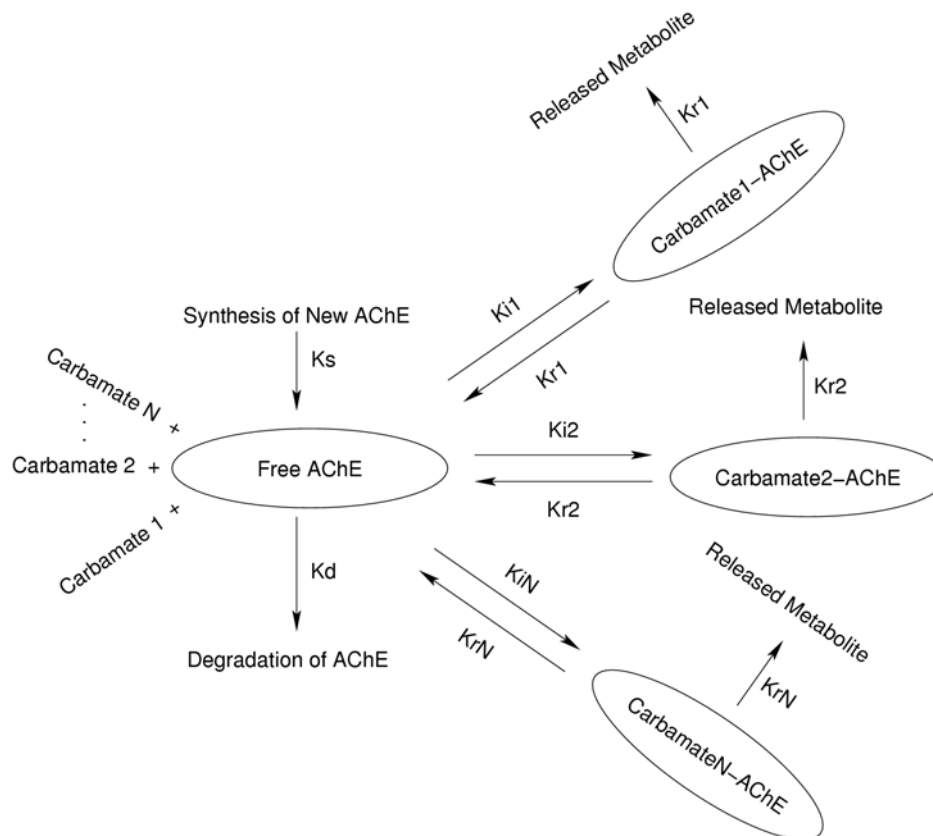 Released Metabolite
Kr1
Carbamate1-AChE
Ki1
Kr1
Synthesis of New AChE
Ks
Released Metabolite
Kr2
Carbamate N +
. . .
Carbamate 2 +
Carbamate 1 +
Free AChE
Ki2
Kr2
Carbamate2-AChE
Kd
Degradation of AChE
KiN
KrN
Released Metabolite
KrN
CarbamateN-AChE